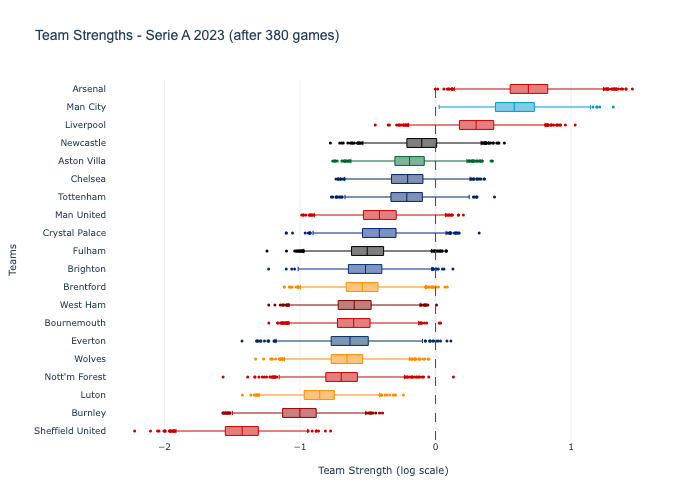 Team Strengths - Serie A 2023 (after 380 games)
Arsenal
Man City
Liverpool
Newcastle
Aston Villa
Chelsea
Tottenham
Man United
Crystal Palace
Fulham
Brighton
Brentford
West Ham
Bournemouth
Everton
Wolves
Nott'm Forest
Luton
Burnley
Sheffield United
Teams
−2 −1 0 1
Team Strength (log scale)